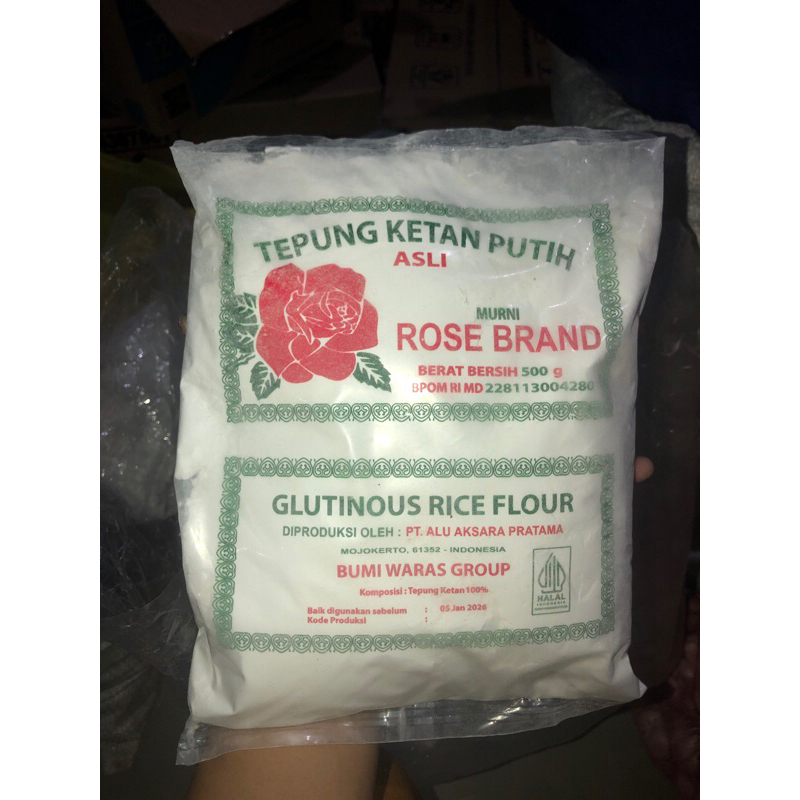 TEPUNG KETAN PUTIH
ASLI
MURNI
ROSE BRAND
BERAT BERSIH 500 g
BPOM RI MD 228113004280
GLUTINOUS RICE FLOUR
DIPRODUKSI OLEH : PT. ALU AKSARA PRATAMA
MOJOKERTO, 61352 - INDONESIA
BUMI WARAS GROUP
Komposisi : Tepung Ketan 100%
Baik digunakan sebelum : 05 Jan 2026
Kode Produksi :
HALAL
INDONESIA